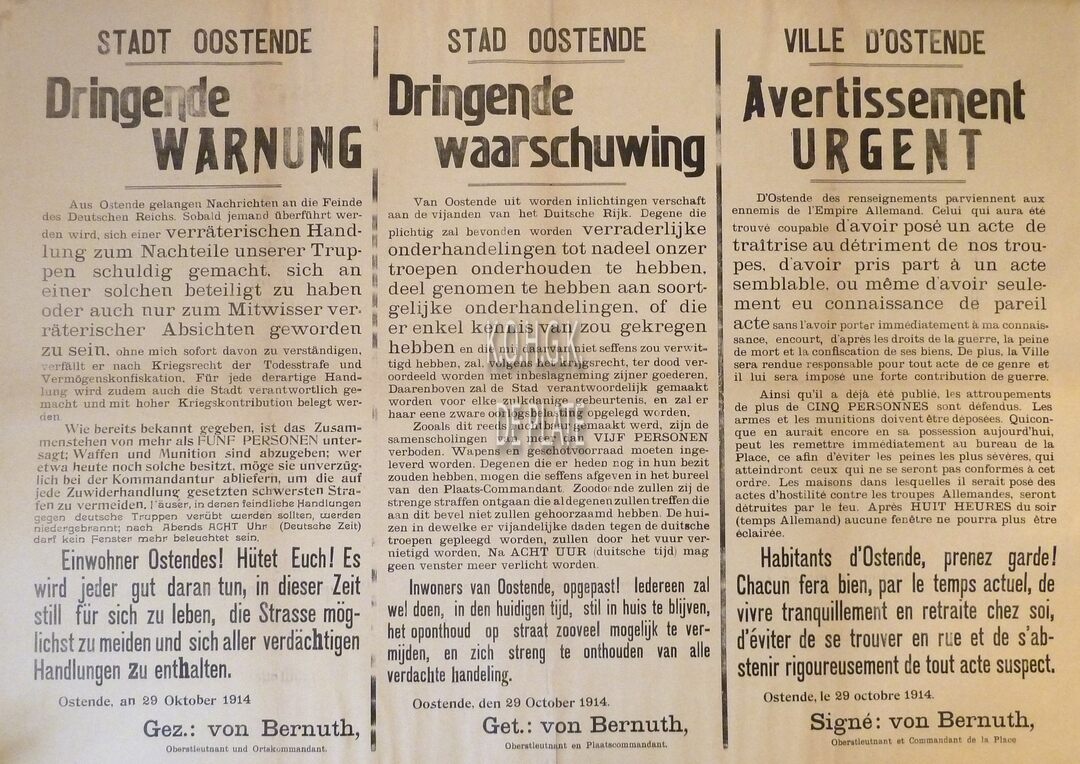 STADT OOSTENDE
Dringende
WARNUNG
Aus Ostende gelangen Nachrichten an die Feinde
des Deutschen Reichs. Sobald jemand überführt wer-
den wird, sich einer verräterischen Hand-
lung zum Nachteile unserer Trup-
pen schuldig gemacht, sich an
einer solchen beteiligt zu haben
oder auch nur zum Mitwisser ver-
räterischer Absichten geworden
zu sein, ohne mich sofort davon zu verständigen,
verfällt er nach Kriegsrecht der Todesstrafe und
Vermögenskonfiskation. Für jede derartige Hand-
lung wird zudem auch die Stadt verantwortlich ge-
macht und mit hoher Kriegskontribution belegt wer-
den
Wie bereits bekannt gegeben, ist das Zusam-
menstehen von mehr als FÜNF PERSONEN unter-
sagt; Waffen und Munition sind abzugeben; wer
etwa heute noch solche besitzt, möge sie unverzüg-
lich bei der Kommandantur abliefern, um die auf
jede Zuwiderhandlung gesetzten schwersten Stra-
fen zu vermeiden. Häuser, in denen feindliche Handlungen
gegen deutsche Truppen verübt werden sollten, werden
niedergebrannt; nach Abends ACHT Uhr (Deutsche Zeit)
darf kein Fenster mehr beleuchtet sein.
Einwohner Ostendes! Hütet Euch! Es
wird jeder gut daran tun, in dieser Zeit
still für sich zu leben, die Strasse mög-
lichst zu meiden und sich aller verdächtigen
Handlungen zu enthalten.
Ostende, an 29 Oktober 1914
Gez.: von Bernuth,
Oberstleutnant und Ortskommandant.
STAD OOSTENDE
Dringende
waarschuwing
Van Oostende uit worden inlichtingen verschaft
aan de vijanden van het Duitsche Rijk. Degene die
plichtig zal bevonden worden verraderlijke
onderhandelingen tot nadeel onzer
troepen onderhouden te hebben,
deel genomen te hebben aan soort-
gelijke onderhandelingen, of die
er enkel kennis van zou gekregen
hebben en die mij daarvan niet seffens zou verwit-
tigd hebben, zal, volgens het krijgsrecht, ter dood ver-
oordeeld worden met inbeslagneming zijner goederen.
Daarenboven zal de Stad verantwoordelijk gemaakt
worden voor elke zulkdanige gebeurtenis, en zal er
haar eene zware oorlogsbelasting opgelegd worden.
Zooals dit reeds gemaakt werd, zijn de
samenscholingen van meer dan VIJF PERSONEN
verboden. Wapens en geschotvoorraad moeten inge-
leverd worden. Degenen die er heden nog in hun bezit
zouden hebben, mogen die seffens afgeven in het bureel
van den Plaats-Commandant. Zoodoende zullen zij de
strenge straffen ontgaan die aldegenen zullen treffen die
aan dit bevel niet zullen gehoorzaamd hebben. De hui-
zen in dewelke er vijandelijke daden tegen de duitsche
troepen gepleegd worden, zullen door het vuur ver-
nietigd worden. Na ACHT UUR (duitsche tijd) mag
geen venster meer verlicht worden.
Inwoners van Oostende, opgepast! Iedereen zal
wel doen, in den huidigen tijd, stil in huis te blijven,
het oponthoud op straat zooveel mogelijk te ver-
mijden, en zich streng te onthouden van alle
verdachte handeling.
Oostende, den 29 October 1914.
Get.: von Bernuth,
Oberstleutnant en Plaatscommandant.
VILLE D'OSTENDE
Avertissement
URGENT
D'Ostende des renseignements parviennent aux
ennemis de l'Empire Allemand. Celui qui aura été
trouvé coupable d'avoir posé un acte de
traîtrise au détriment de nos trou-
pes, d'avoir pris part à un acte
semblable, ou même d'avoir seule-
ment eu connaissance de pareil
acte sans l'avoir porter immédiatement à ma connais-
sance, encourt, d'après les droits de la guerre, la peine
de mort et la confiscation de ses biens. De plus, la Ville
sera rendue responsable pour tout acte de ce genre et
il lui sera imposé une forte contribution de guerre.
Ainsi qu'il a déjà été publié, les attroupements
de plus de CINQ PERSONNES sont défendus. Les
armes et les munitions doivent être déposées. Quicon-
que en aurait encore en sa possession aujourd'hui,
peut les remettre immédiatement au bureau de la
Place, ce afin d'éviter les peines les plus sévères, qui
atteindront ceux qui ne se seront pas conformés à cet
ordre. Les maisons dans lesquelles il serait posé des
actes d'hostilité contre les troupes Allemandes, seront
détruites par le feu. Après HUIT HEURES du soir
(temps Allemand) aucune fenêtre ne pourra plus être
éclairée.
Habitants d'Ostende, prenez garde!
Chacun fera bien, par le temps actuel, de
vivre tranquillement en retraite chez soi,
d'éviter de se trouver en rue et de s'ab-
stenir rigoureusement de tout acte suspect.
Ostende, le 29 octobre 1914.
Signé: von Bernuth,
Oberstleutnant et Commandant de la Place
KOHGK
DE PLATE